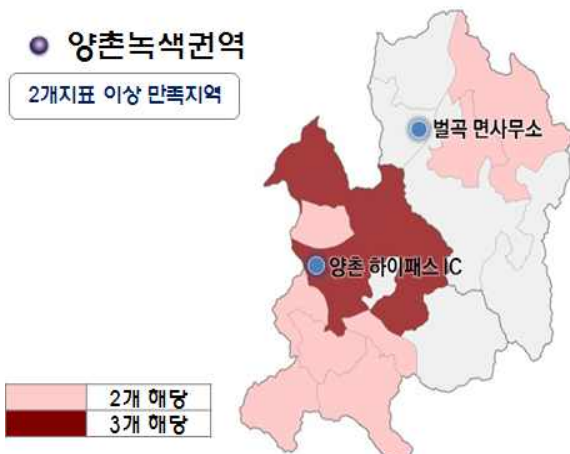 양촌녹색권역
2개지표 이상 만족지역
벌곡 면사무소
양촌 하이패스 IC
2개 해당
3개 해당